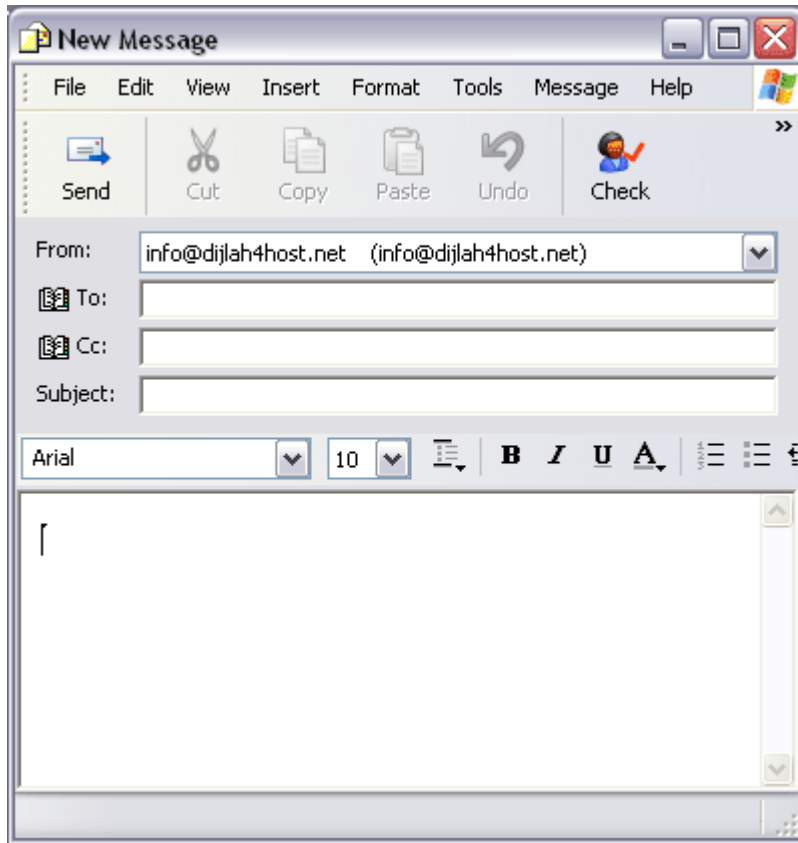 New Message
File Edit View Insert Format Tools Message Help
»
Send Cut Copy Paste Undo Check
From: info@dijlah4host.net (info@dijlah4host.net)
To:
Cc:
Subject:
Arial 10 B I U A